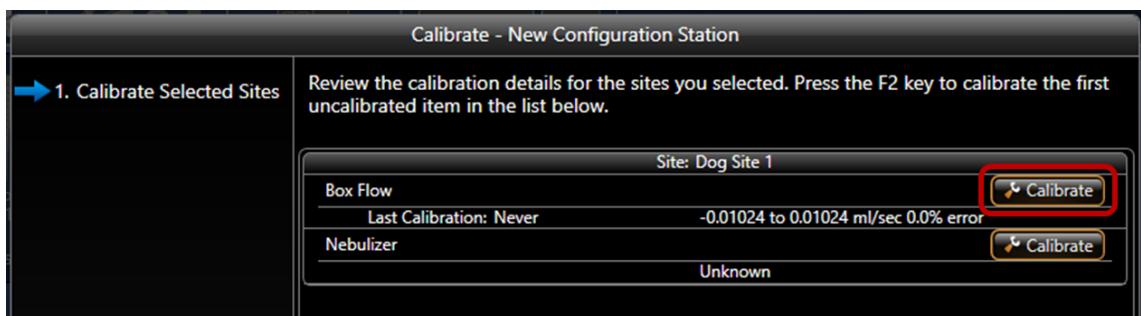 Calibrate - New Configuration Station
1. Calibrate Selected Sites
Review the calibration details for the sites you selected. Press the F2 key to calibrate the first
uncalibrated item in the list below.
Site: Dog Site 1
Box Flow Calibrate
Last Calibration: Never -0.01024 to 0.01024 ml/sec 0.0% error
Nebulizer Calibrate
Unknown